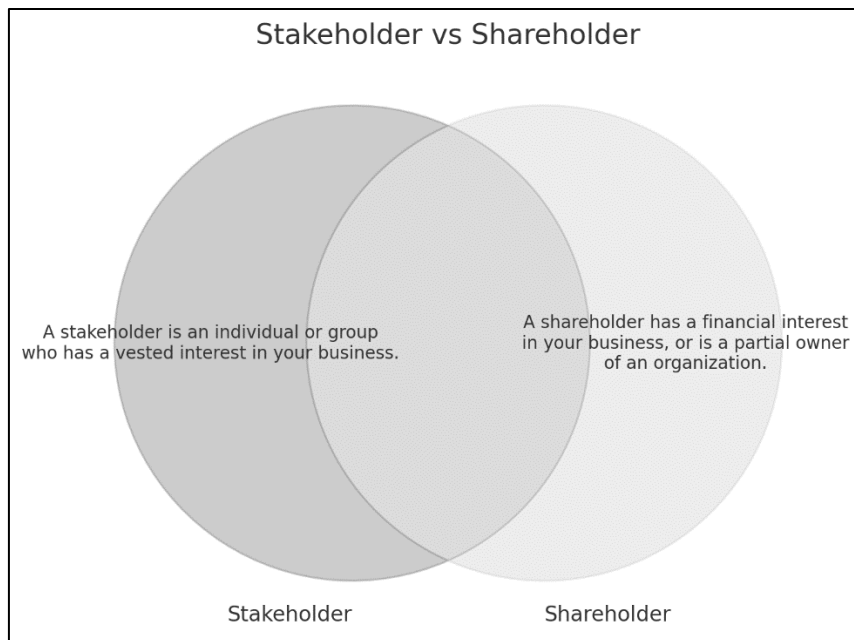 Stakeholder vs Shareholder
A stakeholder is an individual or group
who has a vested interest in your business.
A shareholder has a financial interest
in your business, or is a partial owner
of an organization.
Stakeholder
Shareholder